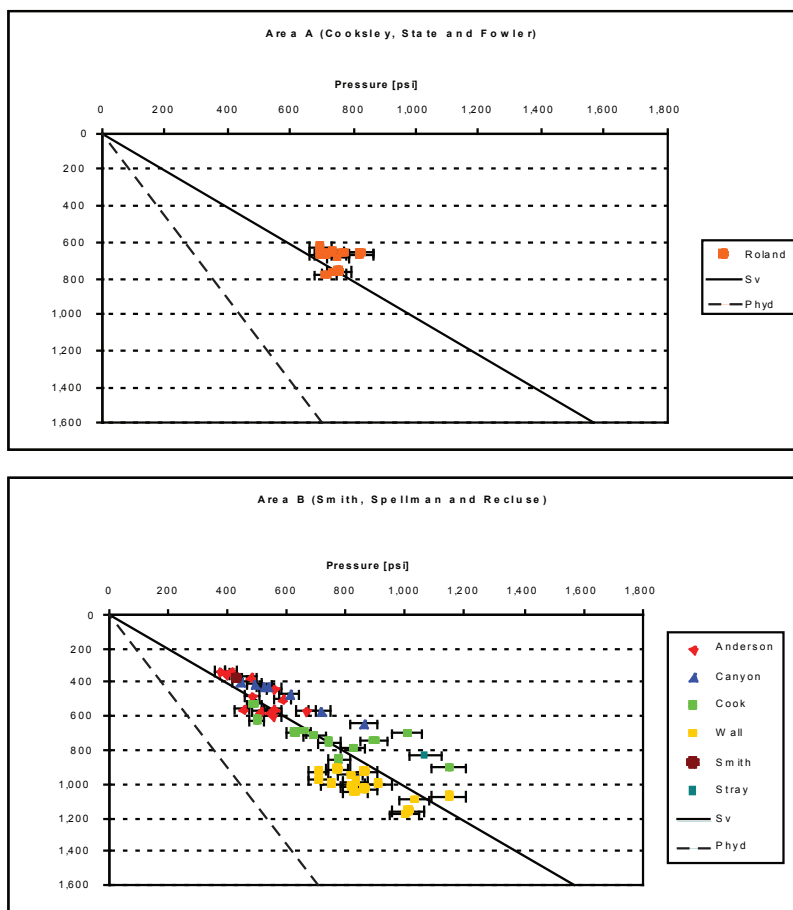 Area A (Cooksley, State and Fowler)
Pressure [psi]
0 200 400 600 800 1,000 1,200 1,400 1,600 1,800
0
200
400
600
800
1,000
1,200
1,400
1,600
Roland
Sv
Phyd
Area B (Smith, Spellman and Recluse)
Pressure [psi]
0 200 400 600 800 1,000 1,200 1,400 1,600 1,800
0
200
400
600
800
1,000
1,200
1,400
1,600
Anderson
Canyon
Cook
Wall
Smith
Stray
Sv
Phyd